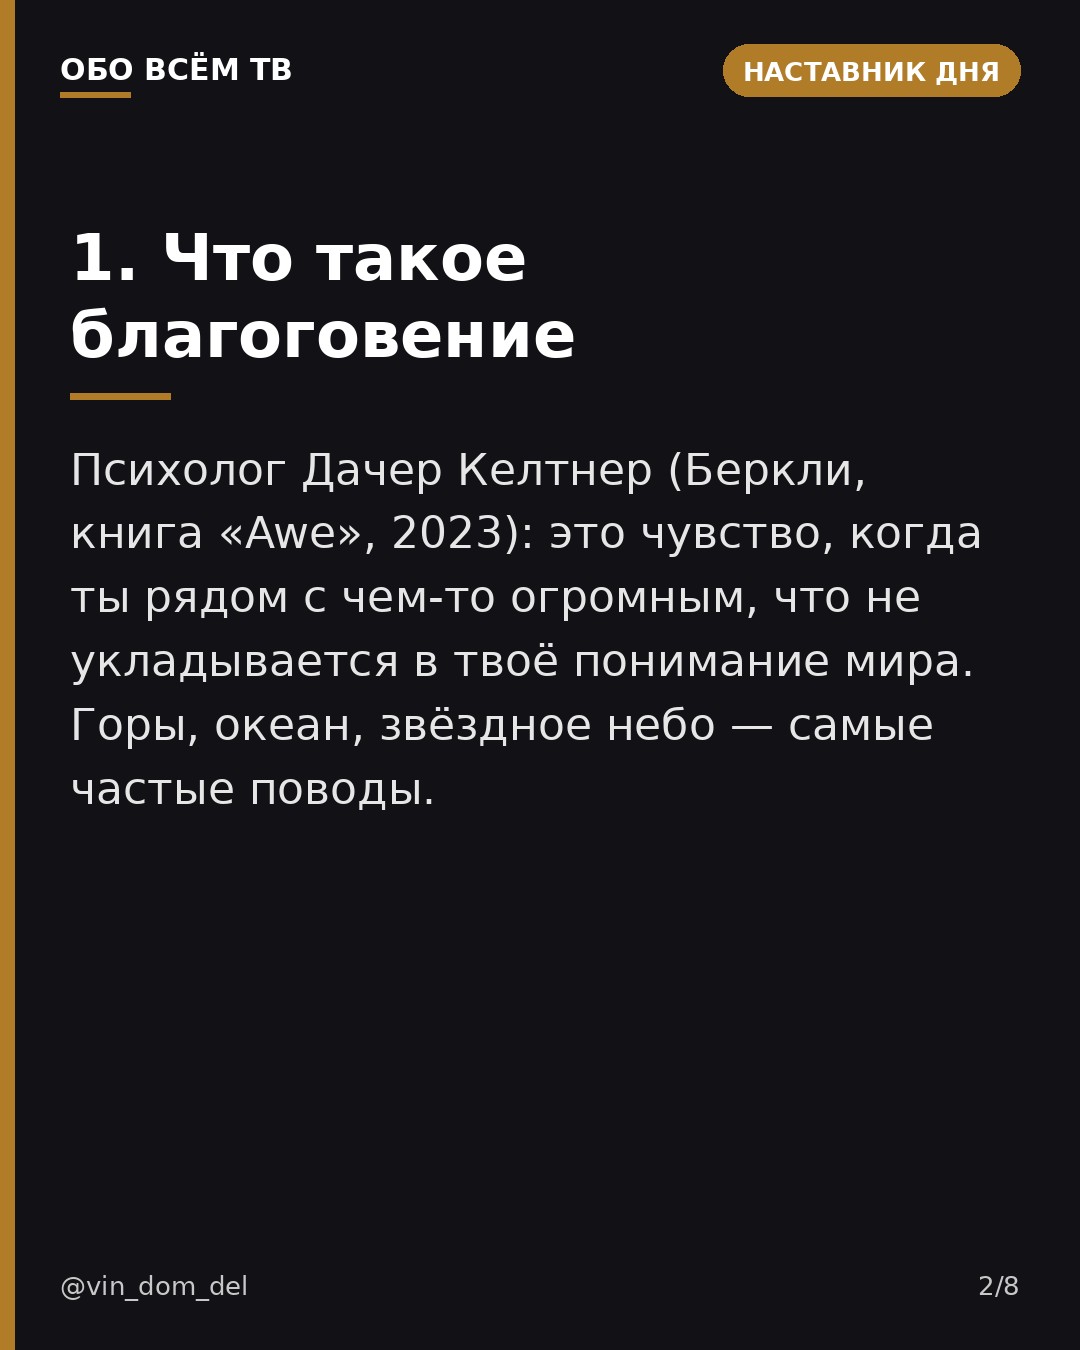 ОБО ВСЁМ ТВ
НАСТАВНИК ДНЯ
1. Что такое
благоговение
Психолог Дачер Келтнер (Беркли,
книга «Awe», 2023): это чувство, когда
ты рядом с чем-то огромным, что не
укладывается в твоё понимание мира.
Горы, океан, звёздное небо — самые
частые поводы.
@vin_dom_del
2/8